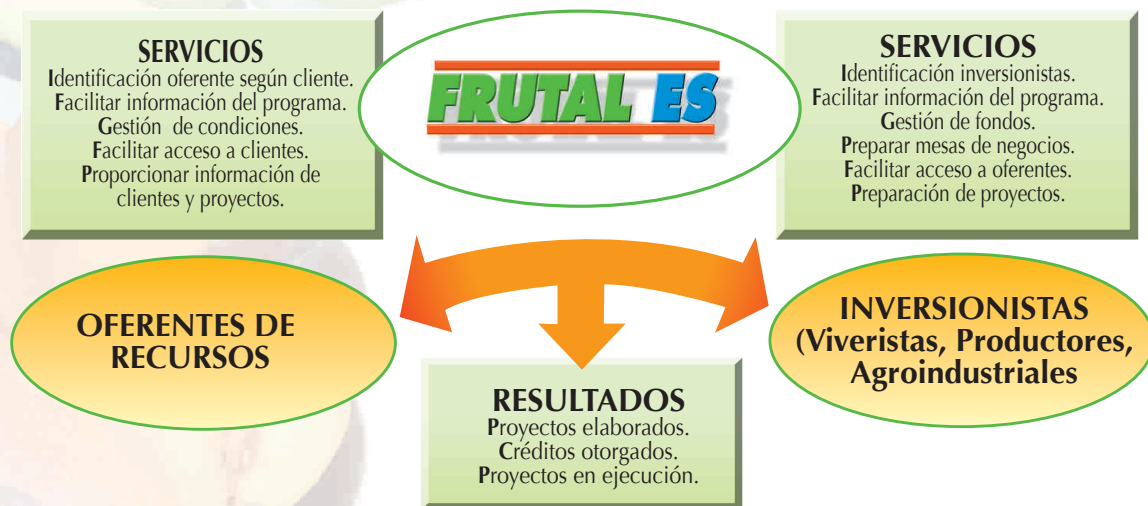 SERVICIOS
Identificación oferente según cliente.
Facilitar información del programa.
Gestión de condiciones.
Facilitar acceso a clientes.
Proporcionar información de
clientes y proyectos.
FRUTAL ES
SERVICIOS
Identificación inversionistas.
Facilitar información del programa.
Gestión de fondos.
Preparar mesas de negocios.
Facilitar acceso a oferentes.
Preparación de proyectos.
OFERENTES DE
RECURSOS
INVERSIONISTAS
(Viveristas, Productores,
Agroindustriales
RESULTADOS
Proyectos elaborados.
Créditos otorgados.
Proyectos en ejecución.